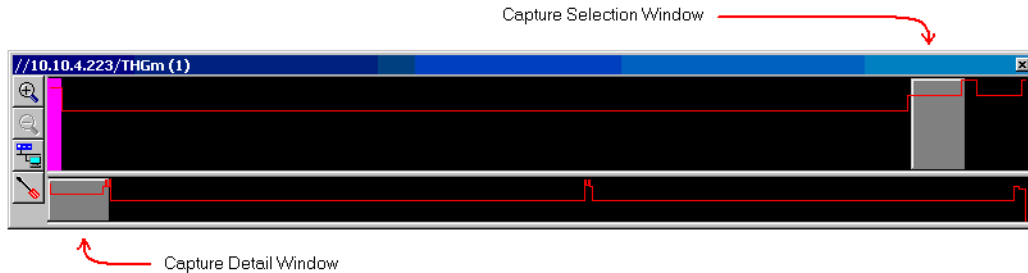 Capture Selection Window
//10.10.4.223/THGm (1)
Capture Detail Window